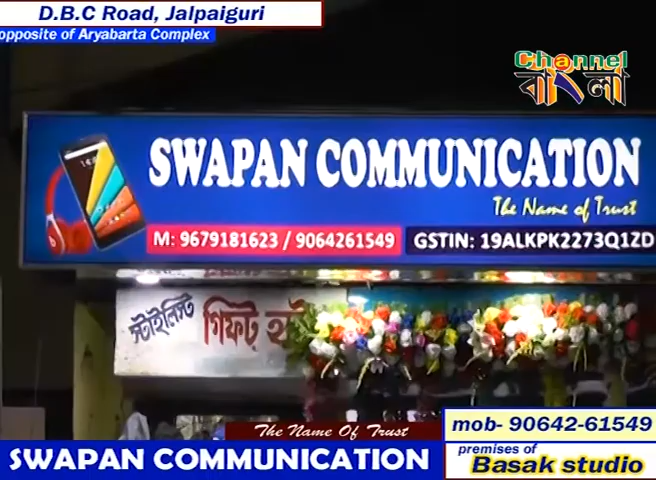 D.B.C Road, Jalpaiguri
opposite of Aryabarta Complex
Channel
বাংলা
SWAPAN COMMUNICATION
The Name of Trust
M: 9679181623 / 9064261549
GSTIN: 19ALKPK2273Q1ZD
স্টাইলিস্ট
গিফট্
The Name Of Trust
mob- 90642-61549
SWAPAN COMMUNICATION
premises of
Basak studio